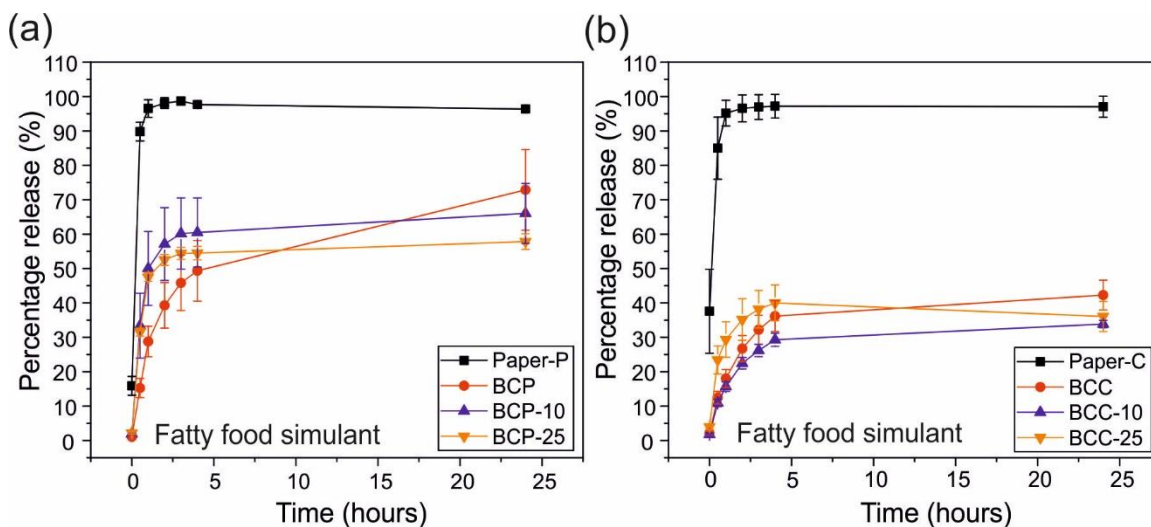 (a)
Percentage release (%)
110
100
90
80
70
60
50
40
30
20
10
0
Fatty food simulant
Paper-P
BCP
BCP-10
BCP-25
0
5
10
15
20
25
Time (hours)
(b)
Percentage release (%)
110
100
90
80
70
60
50
40
30
20
10
0
Fatty food simulant
Paper-C
BCC
BCC-10
BCC-25
0
5
10
15
20
25
Time (hours)